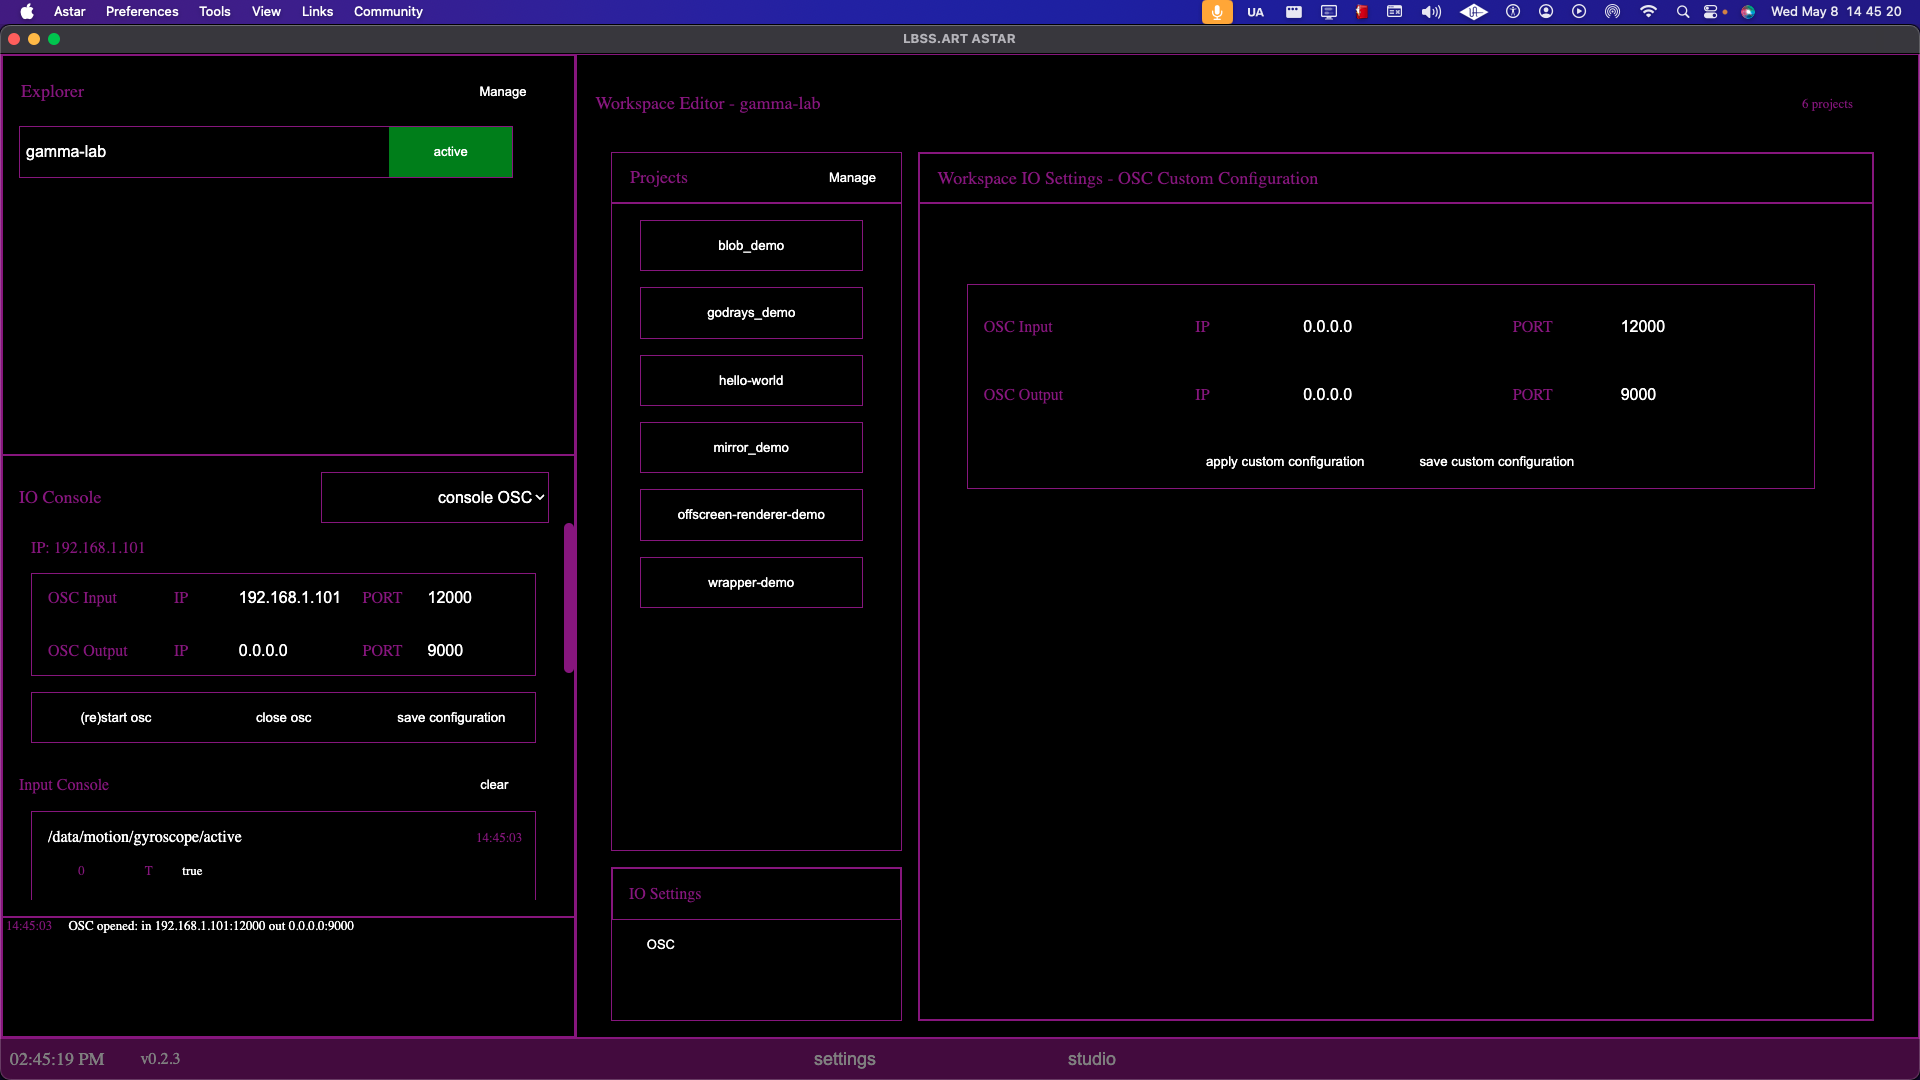 Astar Preferences Tools View Links Community UA Wed May 8 14 45 20
LBSS.ART ASTAR
Explorer Manage
gamma-lab active
IO Console console OSC
IP: 192.168.1.101
OSC Input IP 192.168.1.101 PORT 12000
OSC Output IP 0.0.0.0 PORT 9000
(re)start osc close osc save configuration
Input Console clear
/data/motion/gyroscope/active 14:45:03
0 T true
14:45:03 OSC opened: in 192.168.1.101:12000 out 0.0.0.0:9000
Workspace Editor - gamma-lab 6 projects
Projects Manage
blob_demo
godrays_demo
hello-world
mirror_demo
offscreen-renderer-demo
wrapper-demo
IO Settings
OSC
Workspace IO Settings - OSC Custom Configuration
OSC Input IP 0.0.0.0 PORT 12000
OSC Output IP 0.0.0.0 PORT 9000
apply custom configuration save custom configuration
02:45:19 PM v0.2.3 settings studio